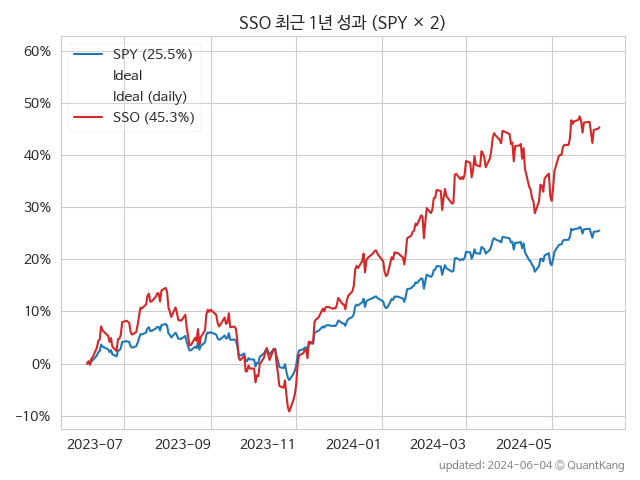 SSO 최근 1년 성과 (SPY × 2)
60%
50%
40%
30%
20%
10%
0%
−10%
SPY (25.5%)
Ideal
Ideal (daily)
SSO (45.3%)
2023-07 2023-09 2023-11 2024-01 2024-03 2024-05
updated: 2024-06-04 © QuantKang